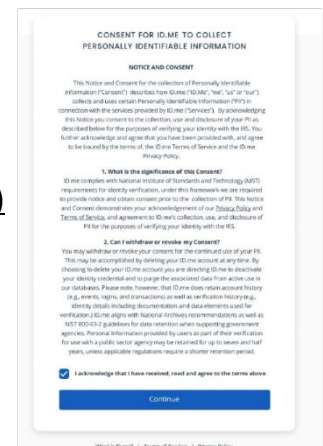 CONSENT FOR ID.ME TO COLLECT
PERSONALLY IDENTIFIABLE INFORMATION
NOTICE AND CONSENT
This Notice and Consent for the collection of Personally Identifiable
Information ("Consent") describes how ID.me ("ID.Me", "we", "us" or "our")
collects and uses certain Personally Identifiable Information ("PII") in
connection with the services provided by ID.me ("Services"). By acknowledging
this Notice you consent to the collection, use and disclosure of your PII as
described below for the purposes of verifying your identity with the IRS. You
further acknowledge and agree that you have been provided with, and agree
to be bound by the terms of, the ID.me Terms of Service and the ID.me
Privacy Policy.
1. What is the significance of this Consent?
ID.me complies with National Institute of Standards and Technology (NIST)
requirements for identity verification, under this framework we are required
to provide notice and obtain consent prior to the collection of PII. This Notice
and Consent demonstrates your acknowledgement of our Privacy Policy and
Terms of Service, and agreement to ID.me's collection, use, and disclosure of
PII for the purposes of verifying your identity with the IRS.
2. Can I withdraw or revoke my Consent?
You may withdraw or revoke your consent for the continued use of your PII.
This may be accomplished by deleting your ID.me account at any time. By
choosing to delete your ID.me account you are directing ID.me to deactivate
your identity credential and to purge the associated data from active use in
our databases. Please note, however, that ID.me does retain account history
(e.g., events, logins, and transactions) as well as verification history (e.g.,
identity details including documentation and data elements used for
verification.) ID.me aligns with National Archives recommendations as well as
NIST 800-63-2 guidelines for data retention when supporting government
agencies. Personal Information provided by users as part of their verification
for use with a public sector agency may be retained for up to seven and half
years, unless applicable regulations require a shorter retention period.
I acknowledge that I have received, read and agree to the terms above.
Continue
What is ID.me? | Terms of Service | Privacy Policy
)